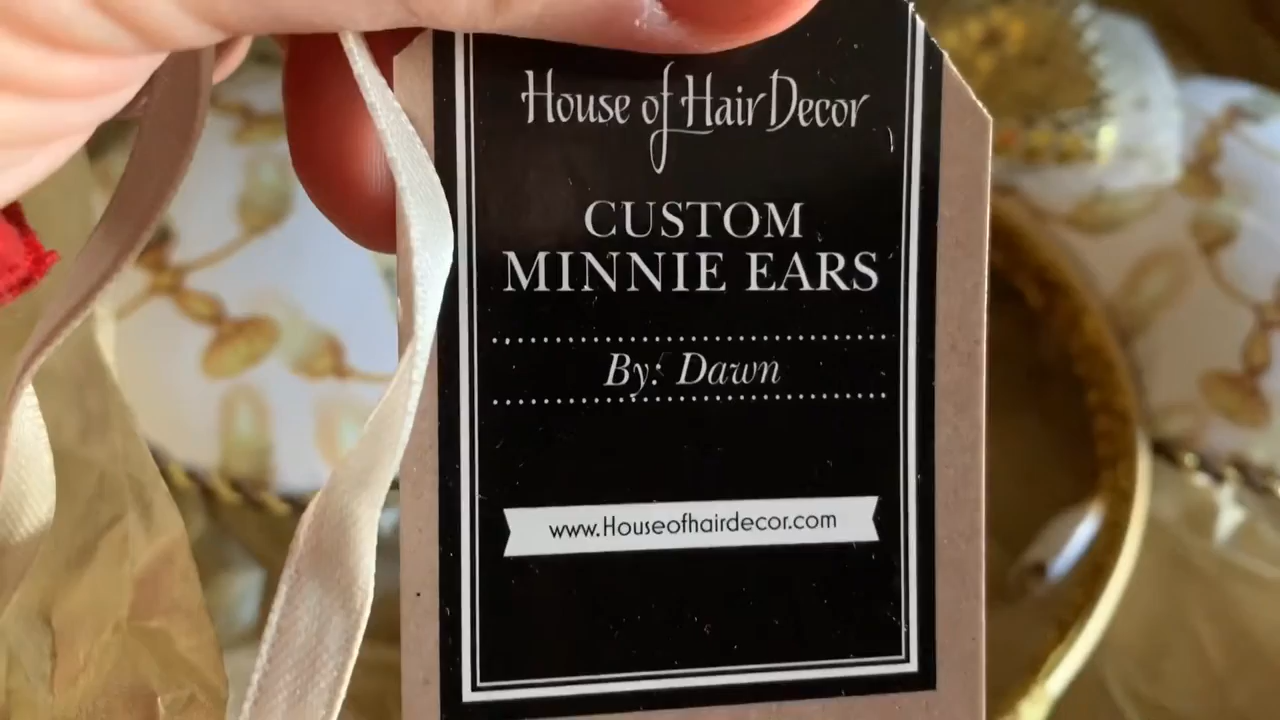 House of Hair Decor
CUSTOM
MINNIE EARS
By: Dawn
www.Houseofhairdecor.com